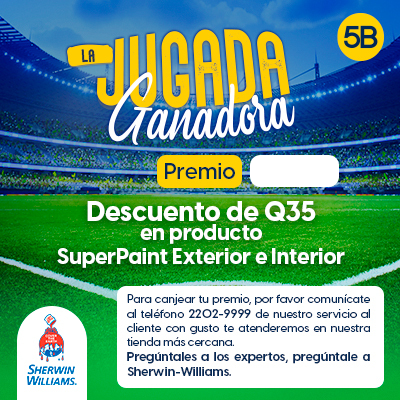 5B
LA
JUGADA
Ganadora
Premio
Descuento de Q35
en producto
SuperPaint Exterior e Interior
Para canjear tu premio, por favor comunícate
al teléfono 2202-9999 de nuestro servicio al
cliente con gusto te atenderemos en nuestra
tienda más cercana.
Pregúntales a los expertos, pregúntale a
Sherwin-Williams.
SHERWIN
WILLIAMS.